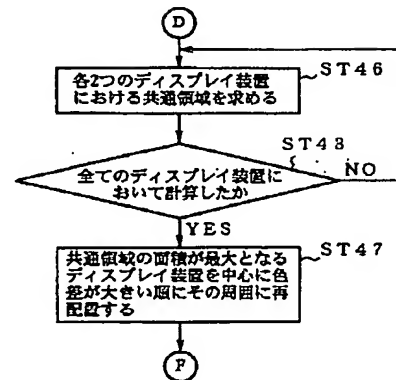 D
各2つのディスプレイ装置
における共通領域を求める
ST46
ST48
全てのディスプレイ装置に
おいて計算したか
NO
YES
ST47
共通領域の面積が最大となる
ディスプレイ装置を中心に色
差が大きい順にその周囲に再
配置する
F